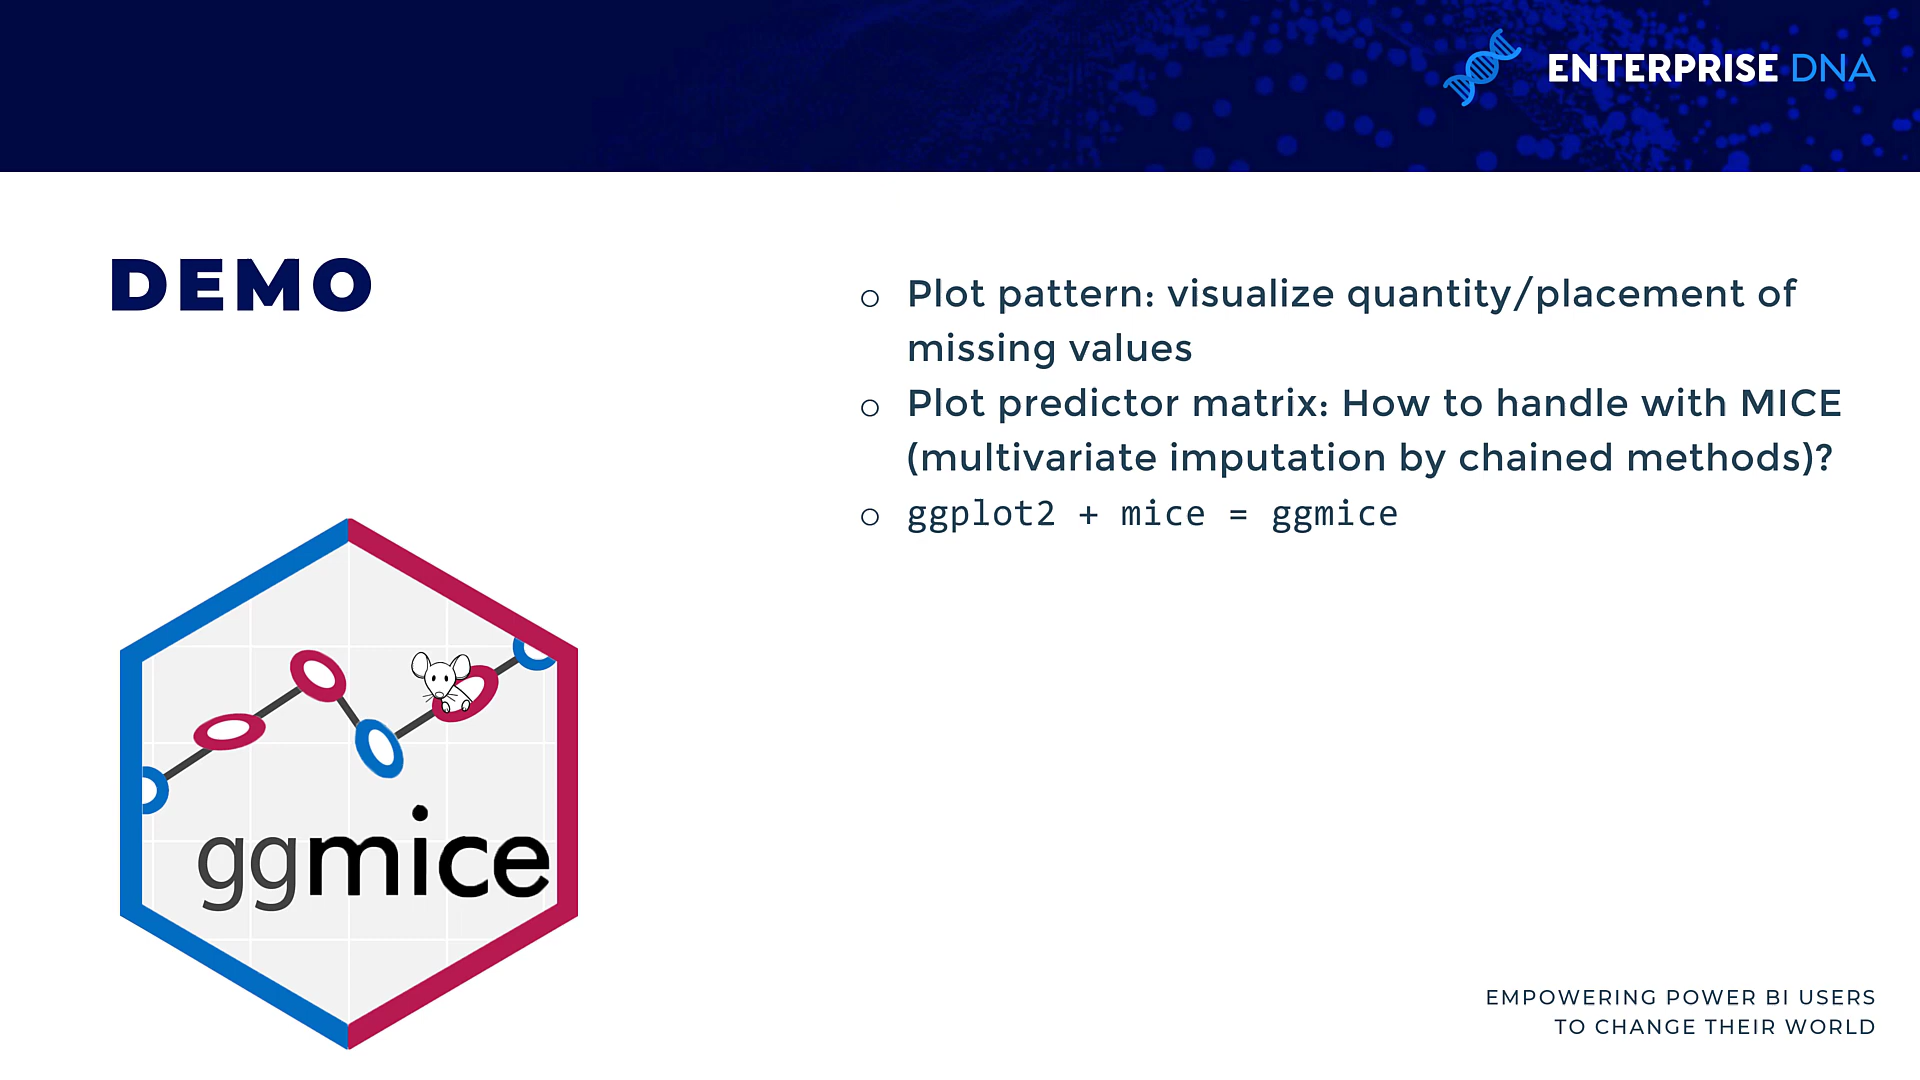 ENTERPRISE DNA
DEMO
○ Plot pattern: visualize quantity/placement of
missing values
○ Plot predictor matrix: How to handle with MICE
(multivariate imputation by chained methods)?
○ ggplot2 + mice = ggmice
ggmice
EMPOWERING POWER BI USERS
TO CHANGE THEIR WORLD